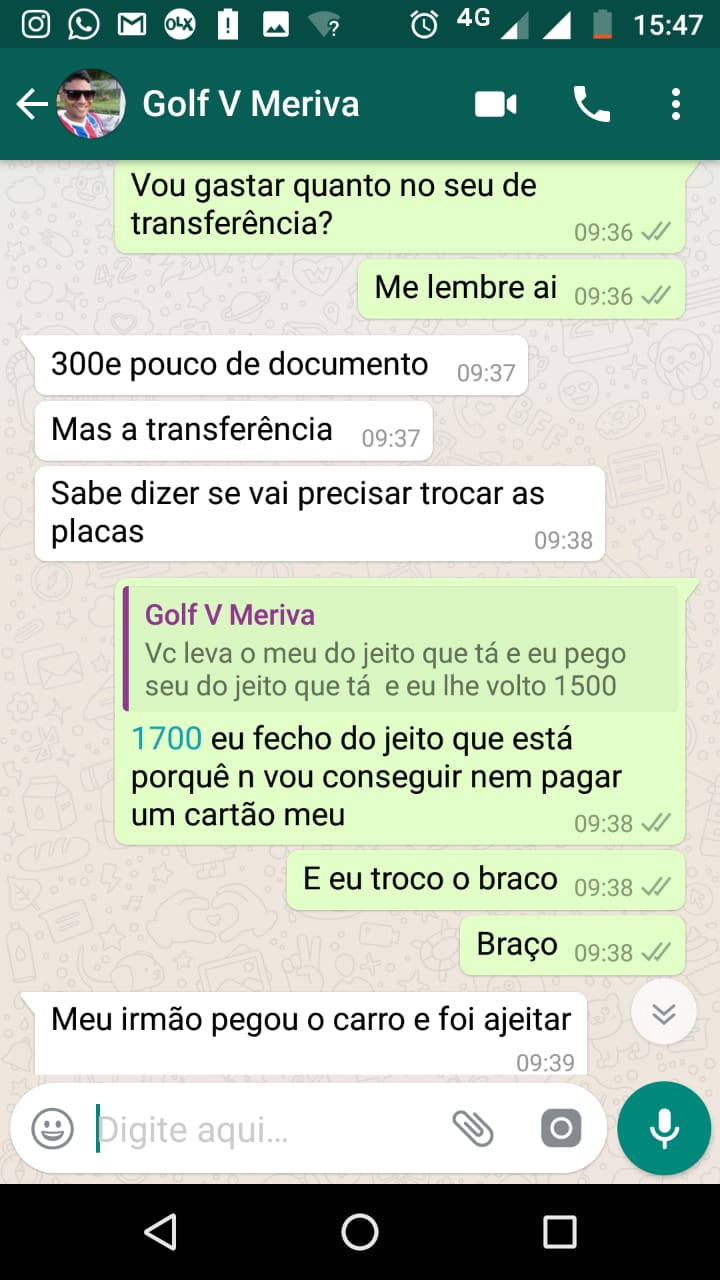 OLX
4G
15:47
Golf V Meriva
Vou gastar quanto no seu de
transferência?
09:36
Me lembre ai 09:36
300e pouco de documento 09:37
Mas a transferência 09:37
Sabe dizer se vai precisar trocar as
placas
09:38
Golf V Meriva
Vc leva o meu do jeito que tá e eu pego
seu do jeito que tá e eu lhe volto 1500
1700 eu fecho do jeito que está
porquê n vou conseguir nem pagar
um cartão meu
09:38
E eu troco o braco 09:38
Braço 09:38
Meu irmão pegou o carro e foi ajeitar
09:39
Digite aqui...